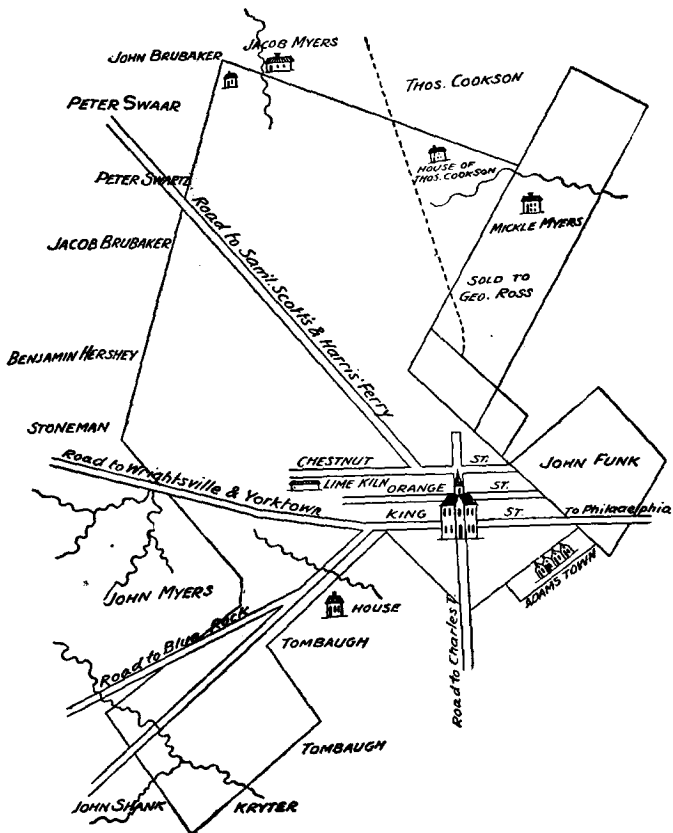 JACOB MYERS
JOHN BRUBAKER
THOS. COOKSON
PETER SWAAR
HOUSE OF
THOS. COOKSON
PETER SWARTZ
Road to Saml. Scott's & Harris' Ferry
MICKLE MYERS
JACOB BRUBAKER
SOLD TO
GEO. ROSS
BENJAMIN HERSHEY
STONEMAN
Road to Wrightsville & Yorktown
CHESTNUT ST.
JOHN FUNK
LIME KILN
ORANGE ST.
KING ST.
To Philadelphia
ADAMS TOWN
JOHN MYERS
HOUSE
Road to Blue Rock
TOMBAUGH
Road to Charles T.
TOMBAUGH
JOHN SHANK
KRYTER